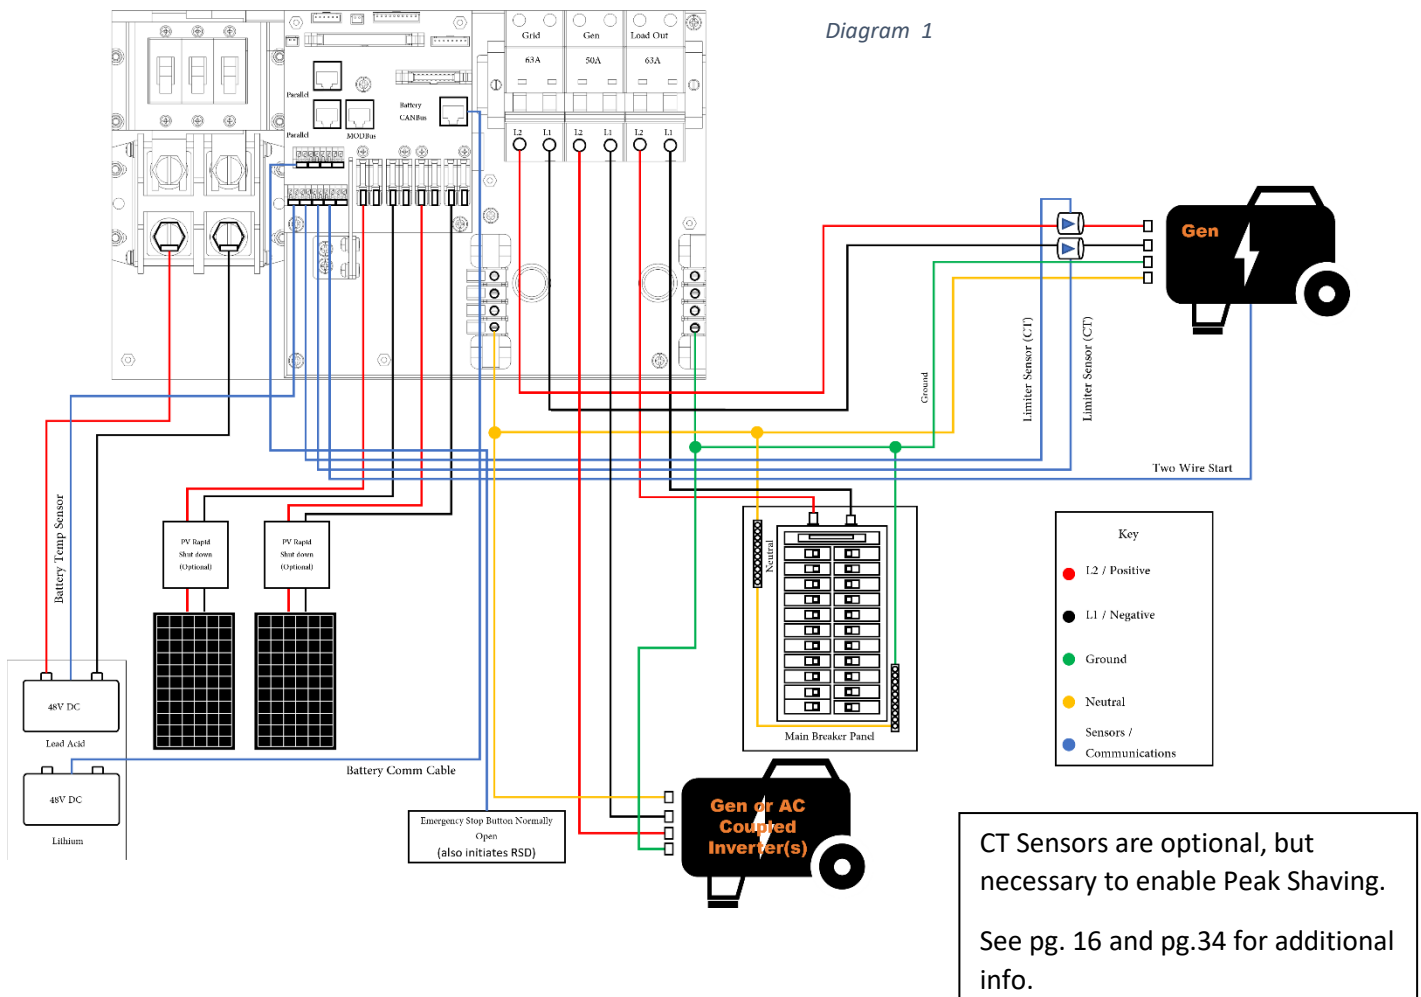 Diagram 1
Grid
Gen
Load Out
63A
50A
63A
Parallel
Battery
CANBus
Parallel
MODBus
L2
L1
L2
L1
L2
L1
Gen
Limiter Sensor (CT)
Limiter Sensor (CT)
Ground
Two Wire Start
Battery Temp Sensor
PV Rapid
Shut down
(Optional)
PV Rapid
Shut down
(Optional)
Neutral
Key
L2 / Positive
L1 / Negative
Ground
Neutral
Sensors /
Communications
48V DC
Lead Acid
Main Breaker Panel
Battery Comm Cable
48V DC
Lithium
Emergency Stop Button Normally
Open
(also initiates RSD)
Gen or AC
Coupled
Inverter(s)
CT Sensors are optional, but
necessary to enable Peak Shaving.
See pg. 16 and pg.34 for additional
info.